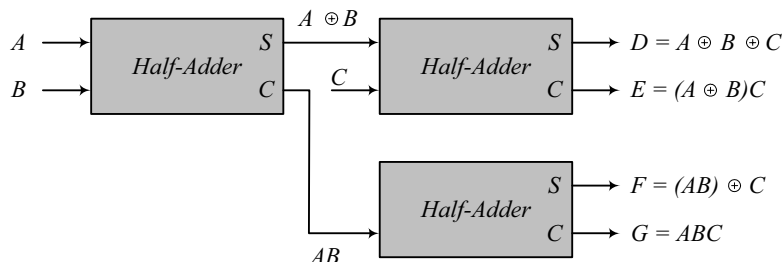 A ⊕ B
A
B
Half-Adder
S
C
C
Half-Adder
S
C
D = A ⊕ B ⊕ C
E = (A ⊕ B)C
AB
Half-Adder
S
C
F = (AB) ⊕ C
G = ABC